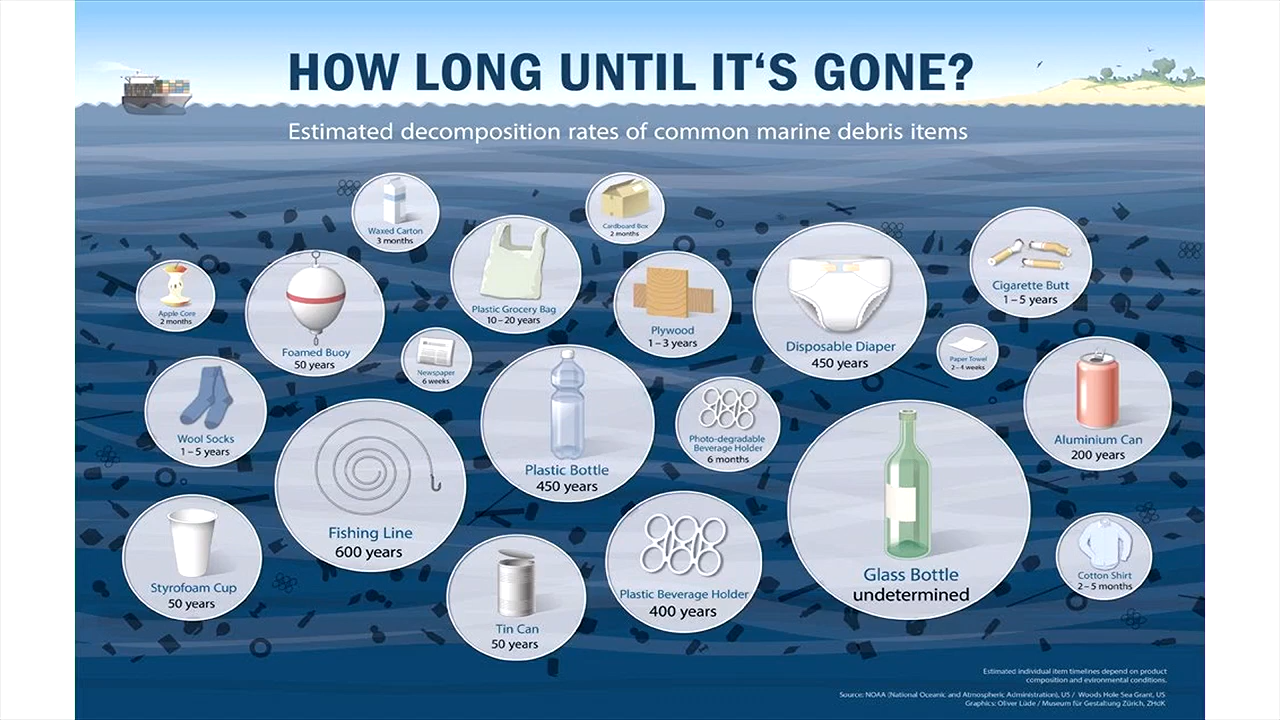 HOW LONG UNTIL IT‘S GONE?
Estimated decomposition rates of common marine debris items
Waxed Carton
3 months
Cardboard Box
2 months
Apple Core
2 months
Foamed Buoy
50 years
Plastic Grocery Bag
10 – 20 years
Plywood
1 – 3 years
Disposable Diaper
450 years
Cigarette Butt
1 – 5 years
Newspaper
6 weeks
Paper Towel
2 – 4 weeks
Wool Socks
1 – 5 years
Fishing Line
600 years
Plastic Bottle
450 years
Photo-degradable
Beverage Holder
6 months
Aluminium Can
200 years
Styrofoam Cup
50 years
Tin Can
50 years
Plastic Beverage Holder
400 years
Glass Bottle
undetermined
Cotton Shirt
2 – 5 months
Estimated individual item timelines depend on product
composition and evironmental conditions.
Source: NOAA (National Oceanic and Atmospheric Acministration), US / Woods Hole Sea Grant, US
Graphics: Oliver Lüde / Museum für Gestaltung Zürich, ZHdK